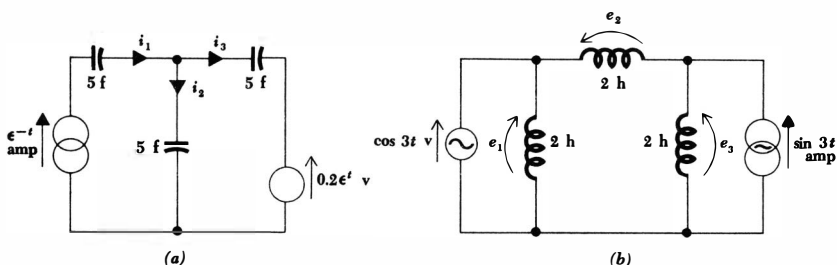 i₁
i₃
5 f
5 f
i₂
ϵ⁻ᵗ
amp
5 f
0.2ϵᵗ v
(a)
e₂
2 h
cos 3t v
e₁
2 h
2 h
e₃
sin 3t
amp
(b)